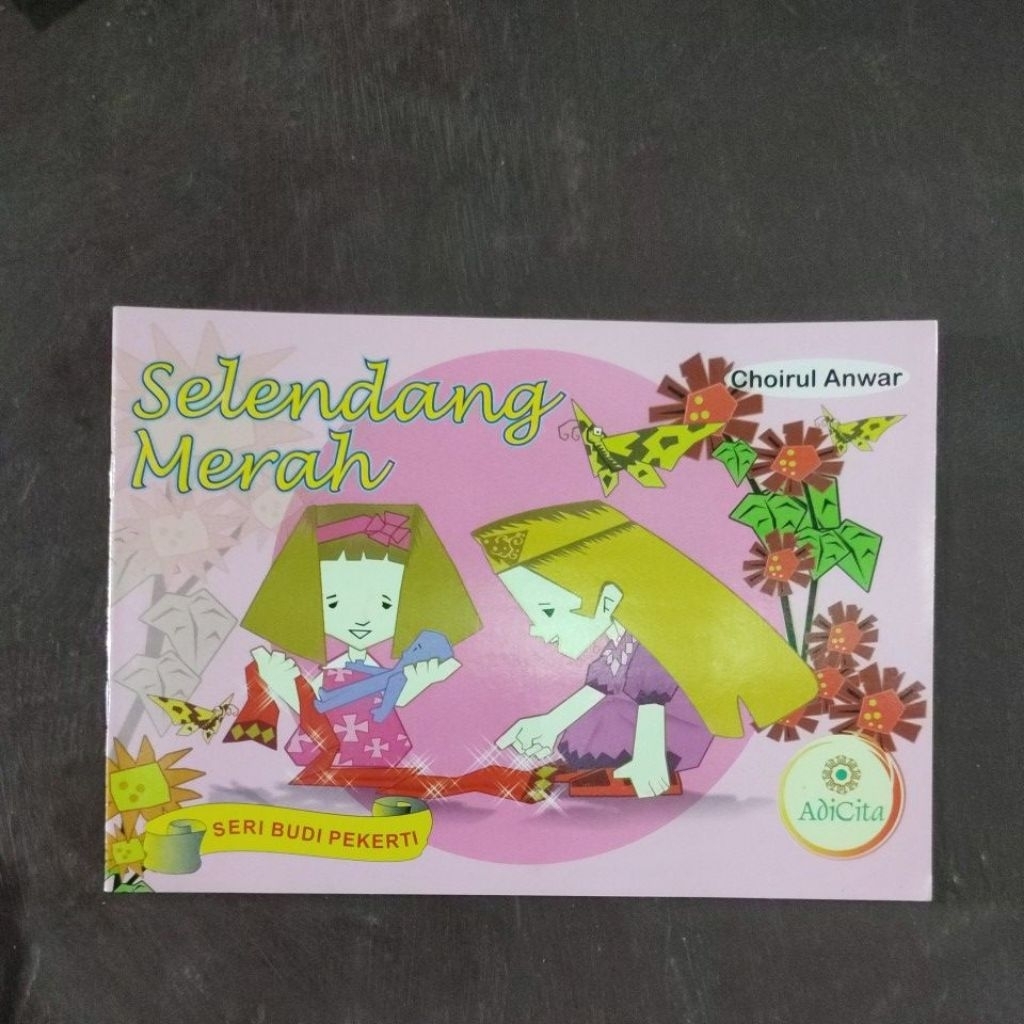 Selendang
Merah
Choirul Anwar
SERI BUDI PEKERTI
AdiCita